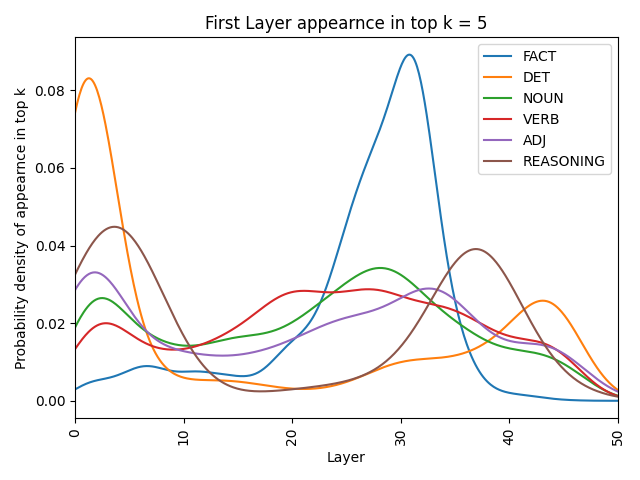 First Layer appearnce in top k = 5
Probability density of appearnce in top k
0.08
0.06
0.04
0.02
0.00
0
10
20
30
40
50
Layer
FACT
DET
NOUN
VERB
ADJ
REASONING